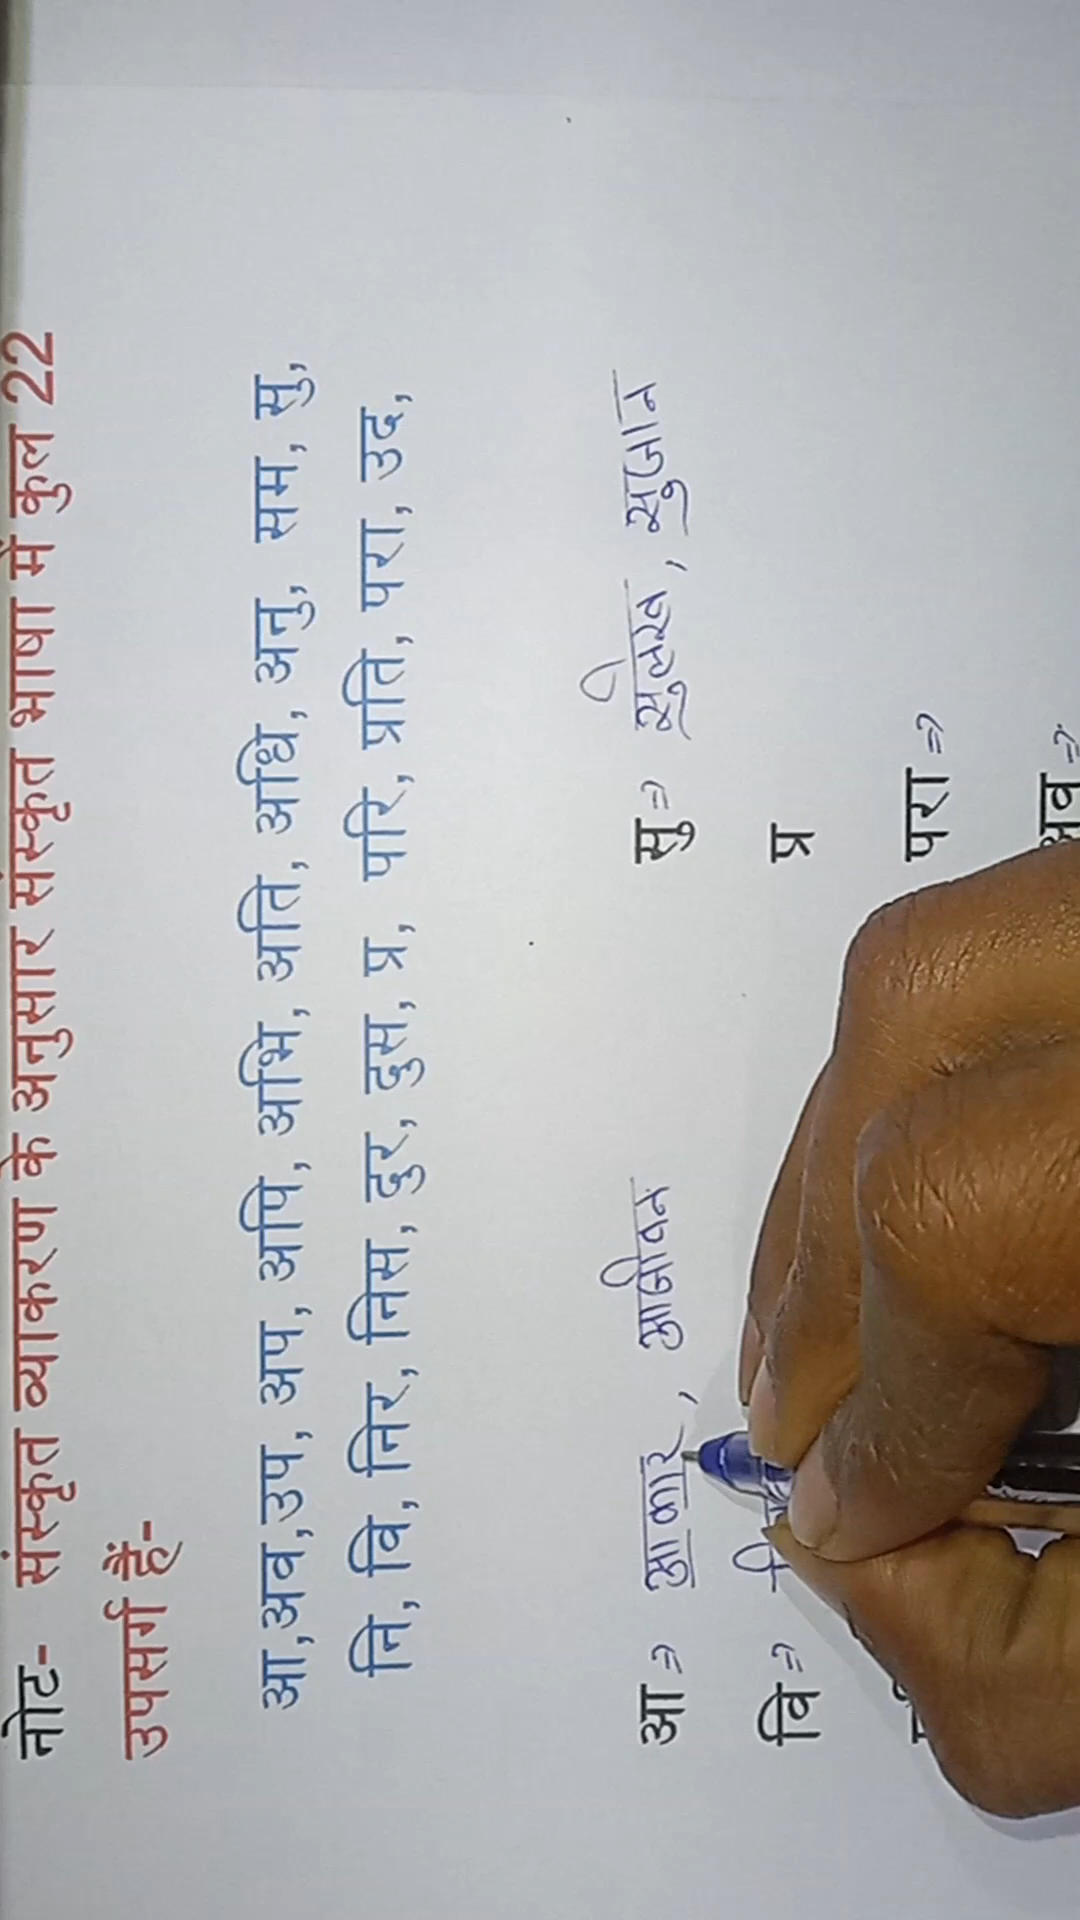 नोट- संस्कृत व्याकरण के अनुसार संस्कृत भाषा में कुल 22
उपसर्ग हैं-
आ,अव,उप, अप, अपि, अभि, अति, अधि, अनु, सम, सु,
नि, वि, निर, निस, दुर, दुस, प्र, परि, प्रति, परा, उद,
आ ⇒ आकार, आजीवन सु ⇒ सुलेख, सुजान
वि ⇒ प्र
परा ⇒
अव ⇒